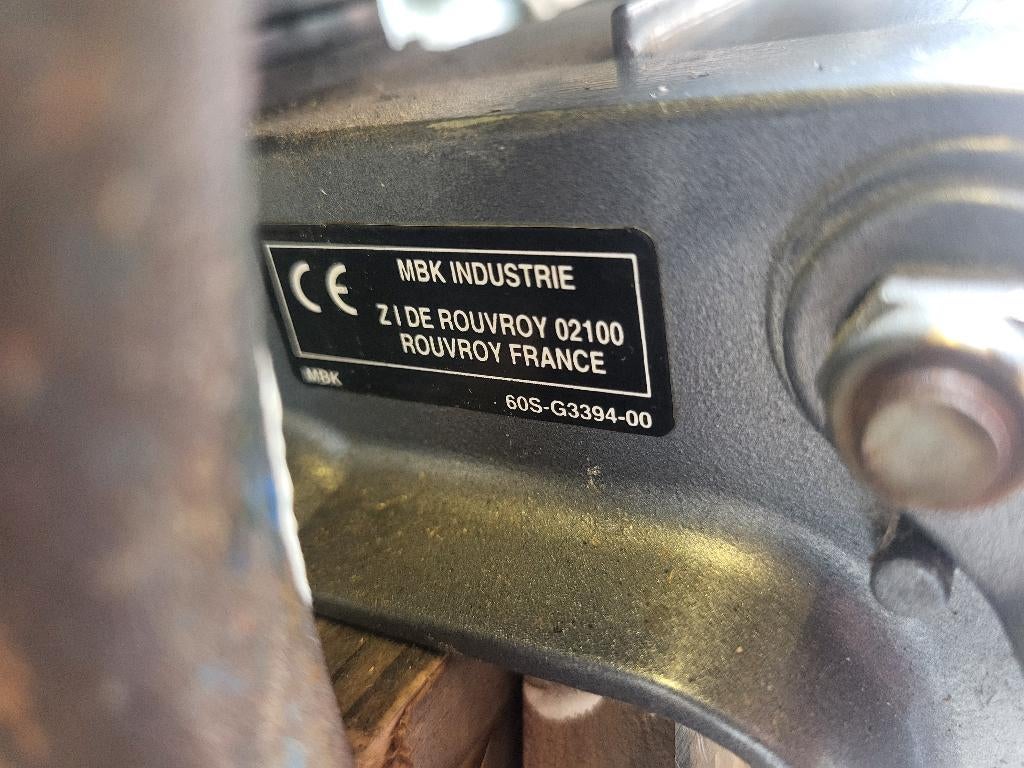 CE
MBK INDUSTRIE
Z I DE ROUVROY 02100
ROUVROY FRANCE
MBK
60S-G3394-00